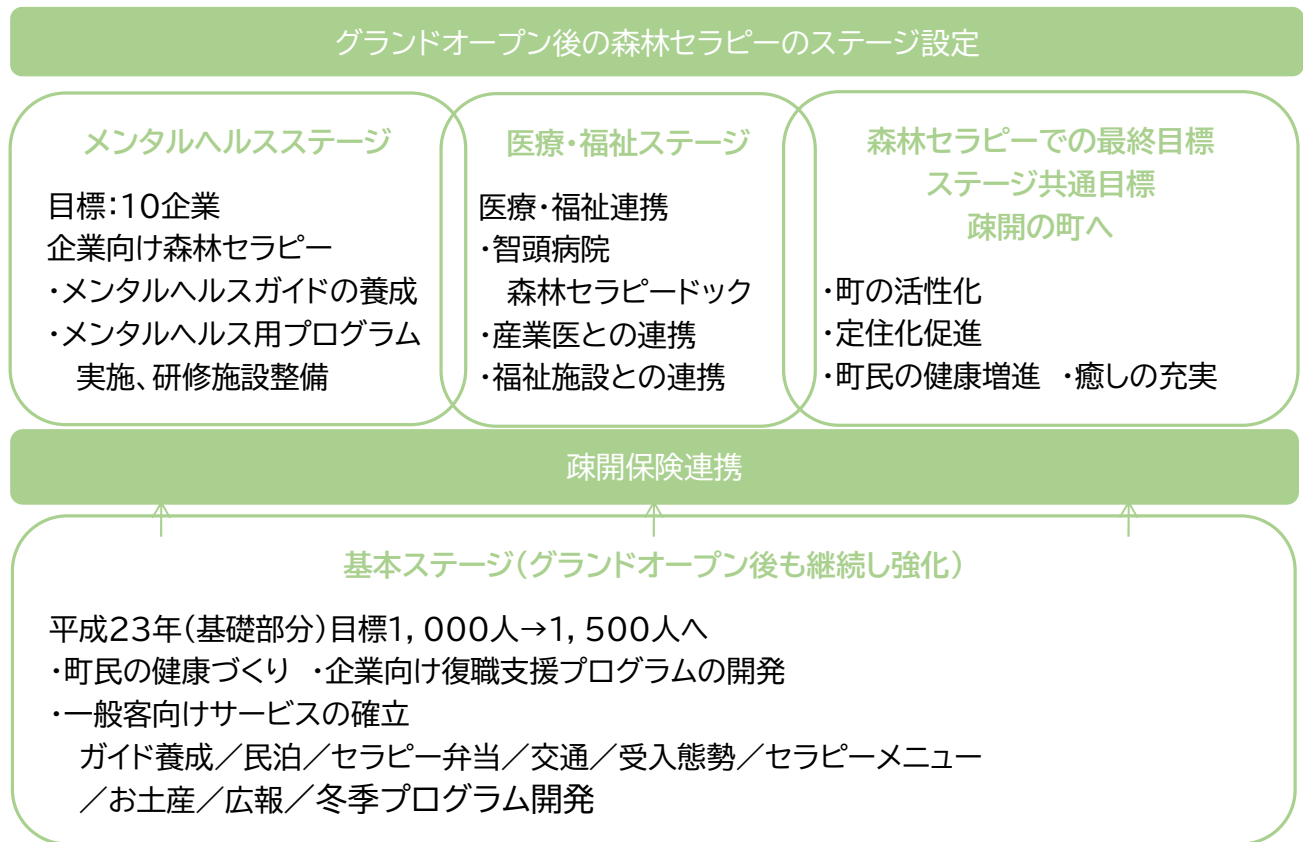 グランドオープン後の森林セラピーのステージ設定
メンタルヘルスステージ
目標：10企業
企業向け森林セラピー
・メンタルヘルスガイドの養成
・メンタルヘルス用プログラム
実施、研修施設整備
医療・福祉ステージ
医療・福祉連携
・智頭病院
森林セラピードック
・産業医との連携
・福祉施設との連携
森林セラピーでの最終目標
ステージ共通目標
疎開の町へ
・町の活性化
・定住化促進
・町民の健康増進　・癒しの充実
疎開保険連携
基本ステージ（グランドオープン後も継続し強化）
平成23年（基礎部分）目標1，000人→1，500人へ
・町民の健康づくり　・企業向け復職支援プログラムの開発
・一般客向けサービスの確立
ガイド養成／民泊／セラピー弁当／交通／受入態勢／セラピーメニュー
／お土産／広報／冬季プログラム開発